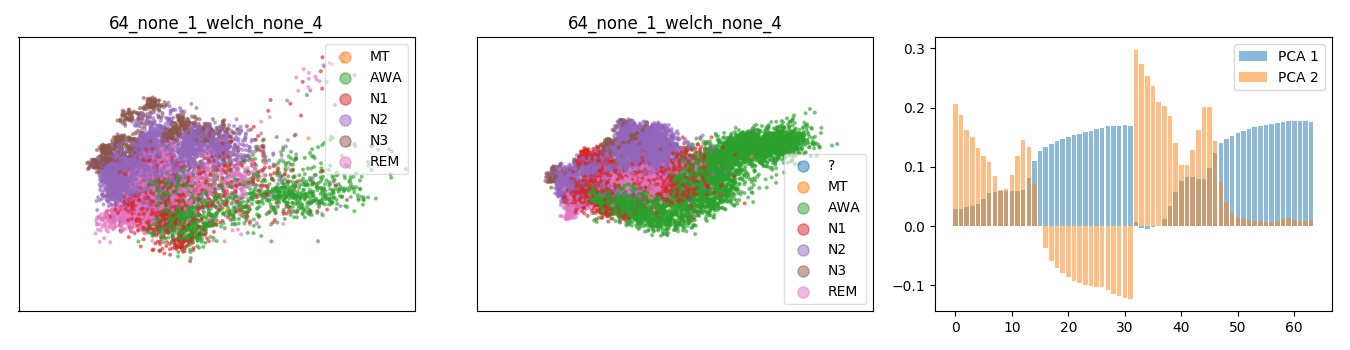 64_none_1_welch_none_4
MT
AWA
N1
N2
N3
REM
64_none_1_welch_none_4
?
MT
AWA
N1
N2
N3
REM
PCA 1
PCA 2
0.3
0.2
0.1
0.0
−0.1
0 10 20 30 40 50 60